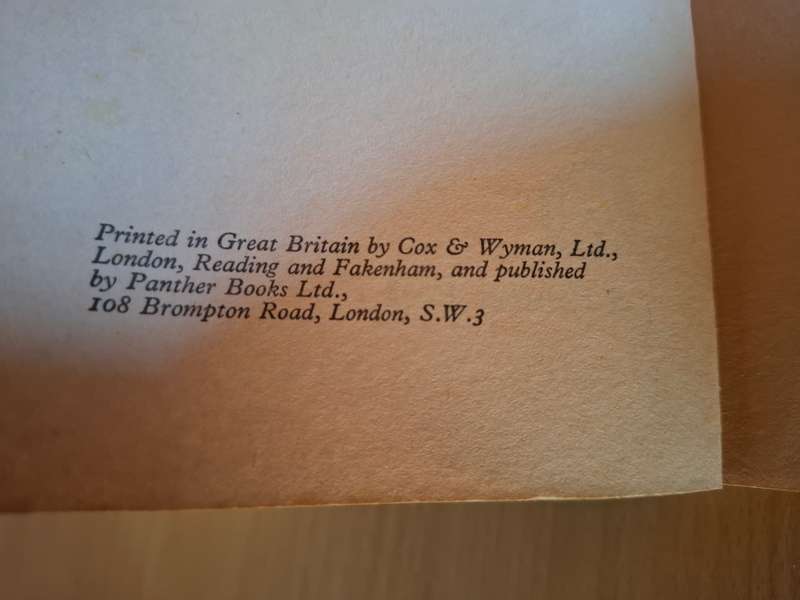 Printed in Great Britain by Cox & Wyman, Ltd.,
London, Reading and Fakenham, and published
by Panther Books Ltd.,
108 Brompton Road, London, S.W.3